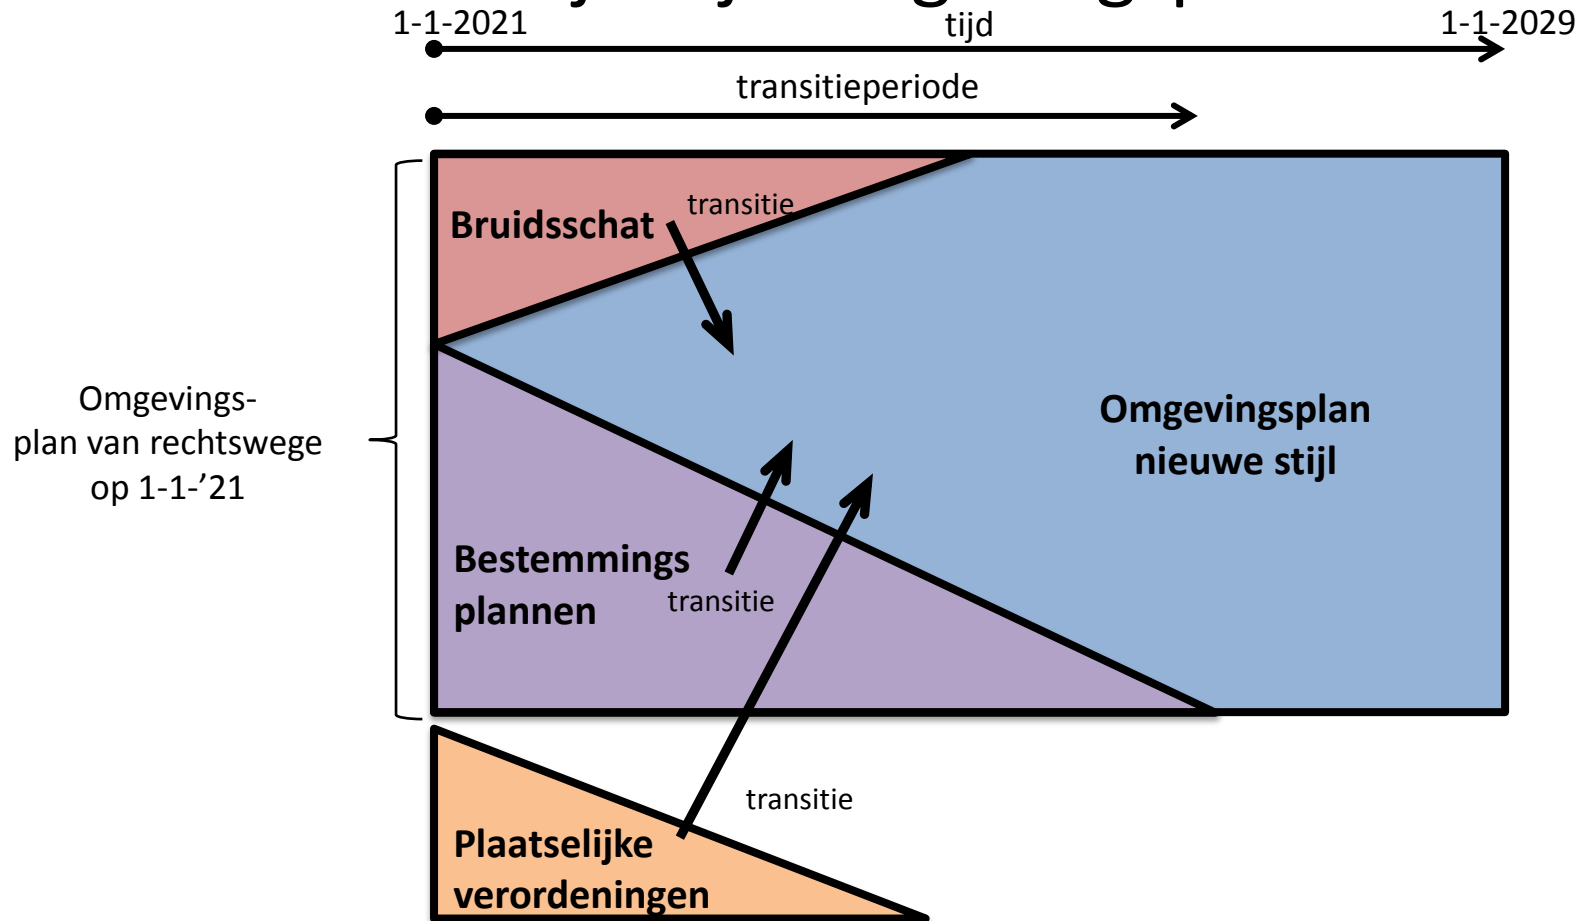 1-1-2021
tijd
1-1-2029
transitieperiode
transitie
Bruidsschat
Omgevings-
plan van rechtswege
op 1-1-’21
Omgevingsplan
nieuwe stijl
Bestemmings
plannen
transitie
transitie
Plaatselijke
verordeningen